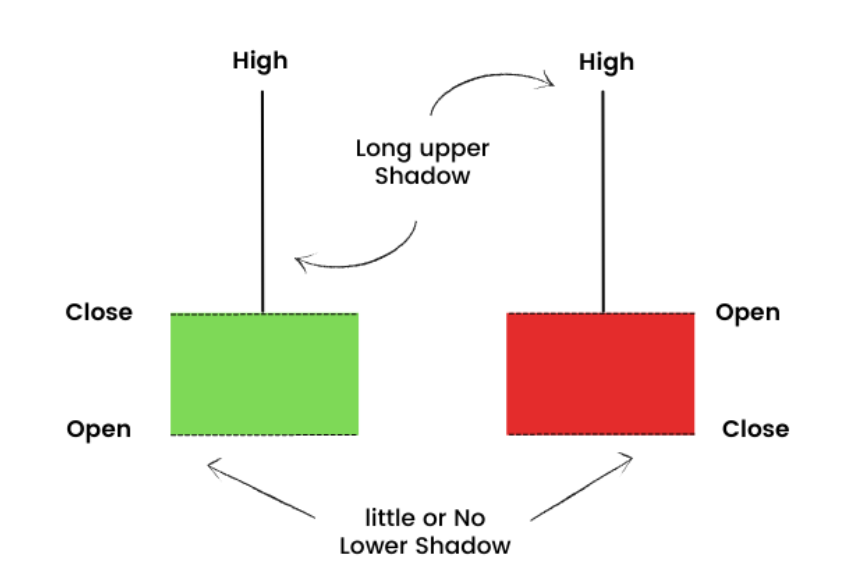 High
High
Long upper
Shadow
Close
Open
Open
Close
little or No
Lower Shadow